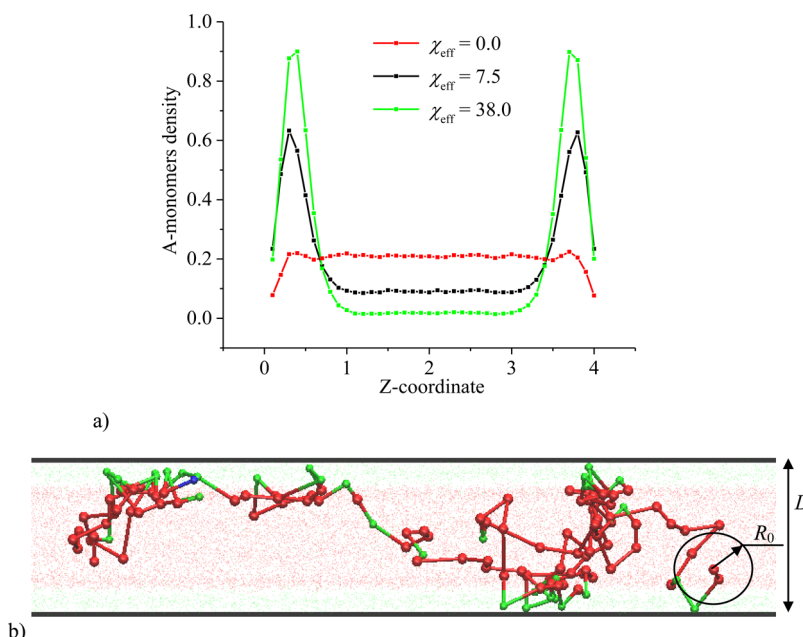 1.0
0.8
0.6
0.4
0.2
0.0
A-monomers density
χeff = 0.0
χeff = 7.5
χeff = 38.0
0 1 2 3 4
Z-coordinate
a)
L
R0
b)